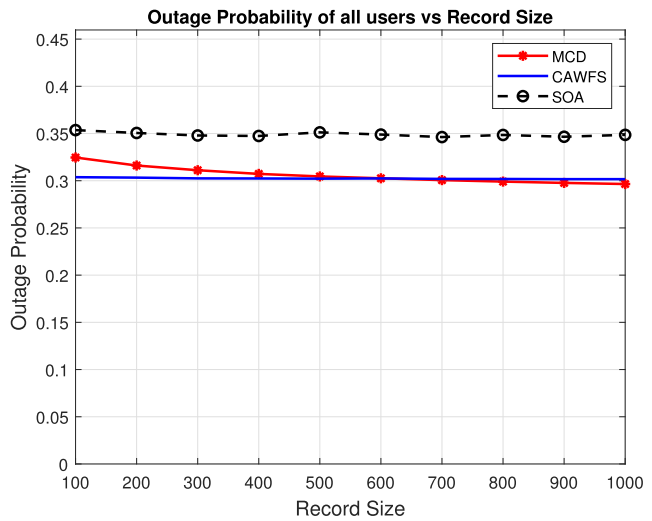 Outage Probability of all users vs Record Size
MCD
CAWFS
SOA
0.45
0.4
0.35
0.3
0.25
0.2
0.15
0.1
0.05
0
Outage Probability
100 200 300 400 500 600 700 800 900 1000
Record Size